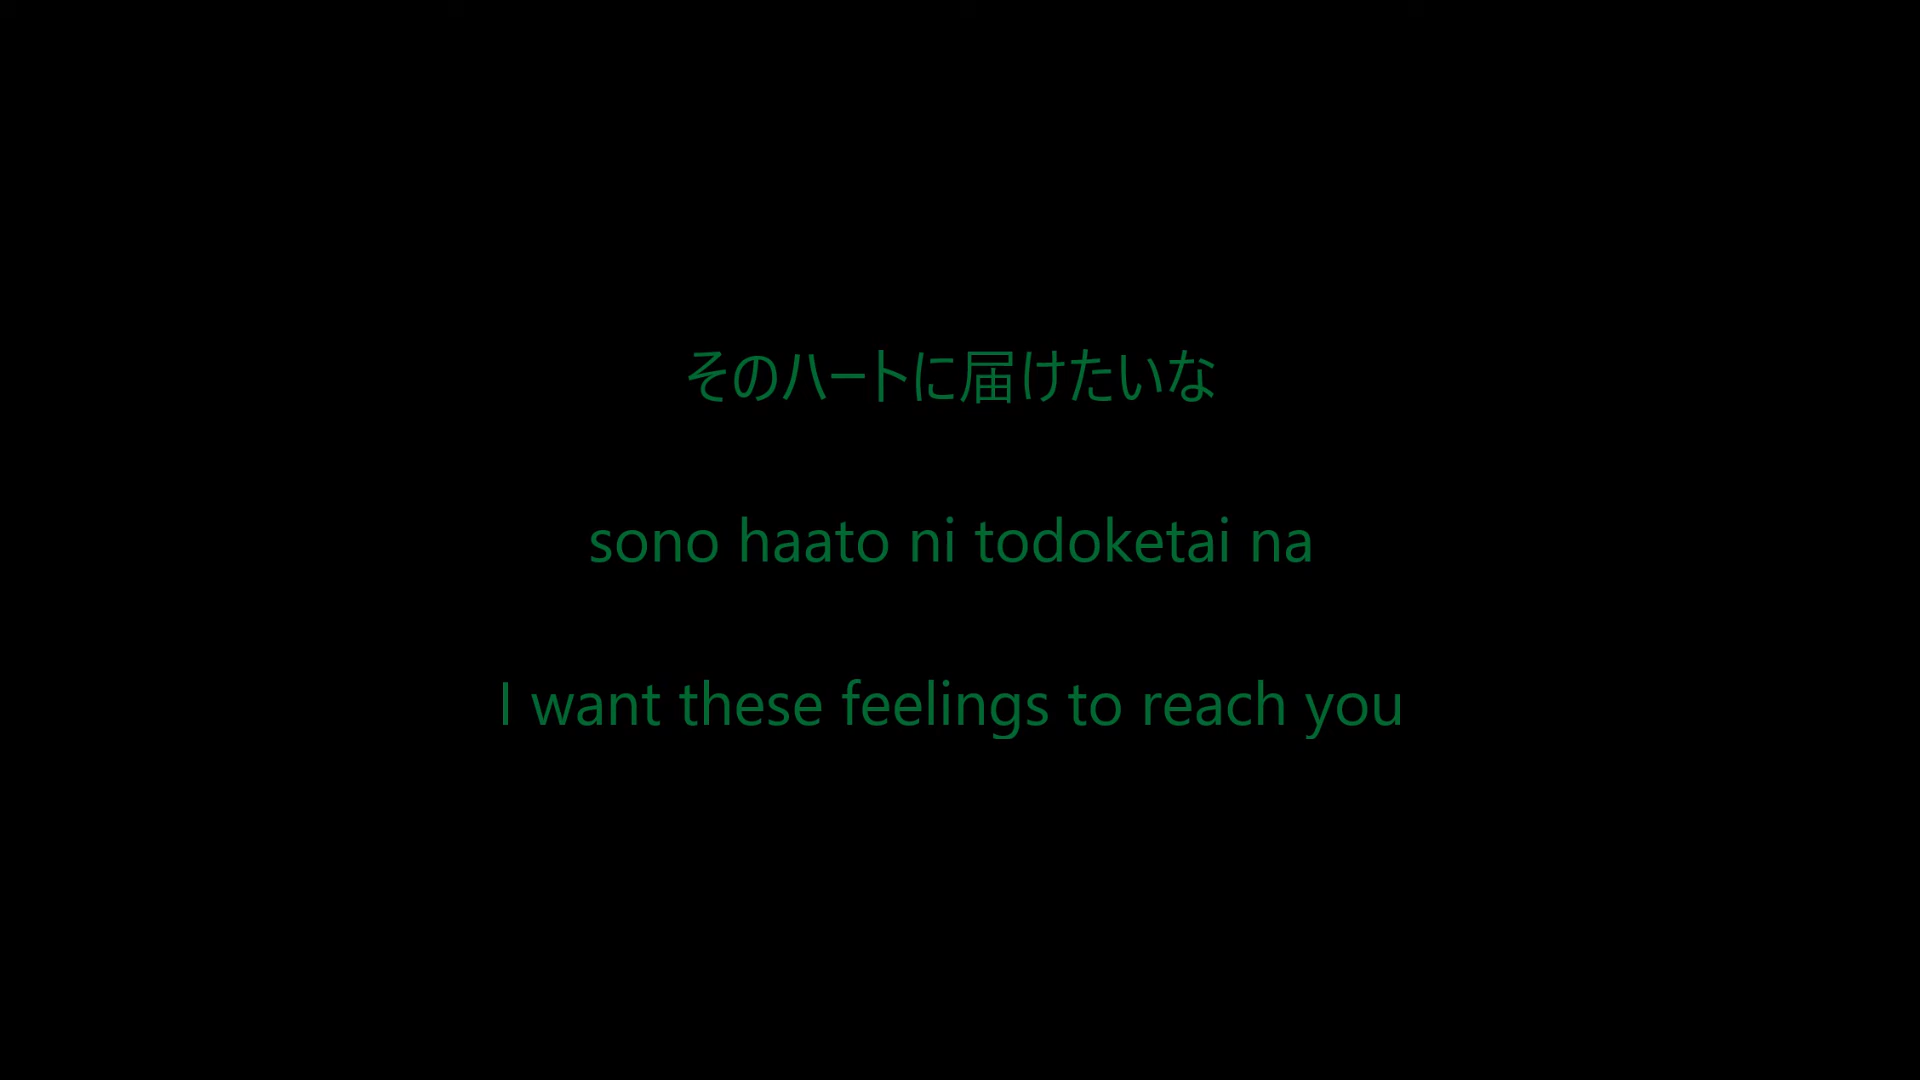 そのハートに届けたいな
sono haato ni todoketai na
I want these feelings to reach you